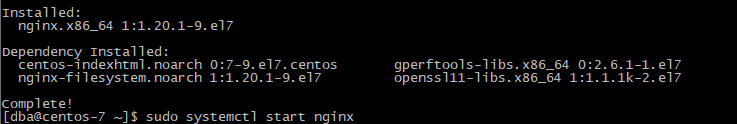 Installed:
nginx.x86_64 1:1.20.1-9.el7
Dependency Installed:
centos-indexhtml.noarch 0:7-9.el7.centos gperftools-libs.x86_64 0:2.6.1-1.el7
nginx-filesystem.noarch 1:1.20.1-9.el7 openssl11-libs.x86_64 1:1.1.1k-2.el7
Complete!
[dba@centos-7 ~]$ sudo systemctl start nginx